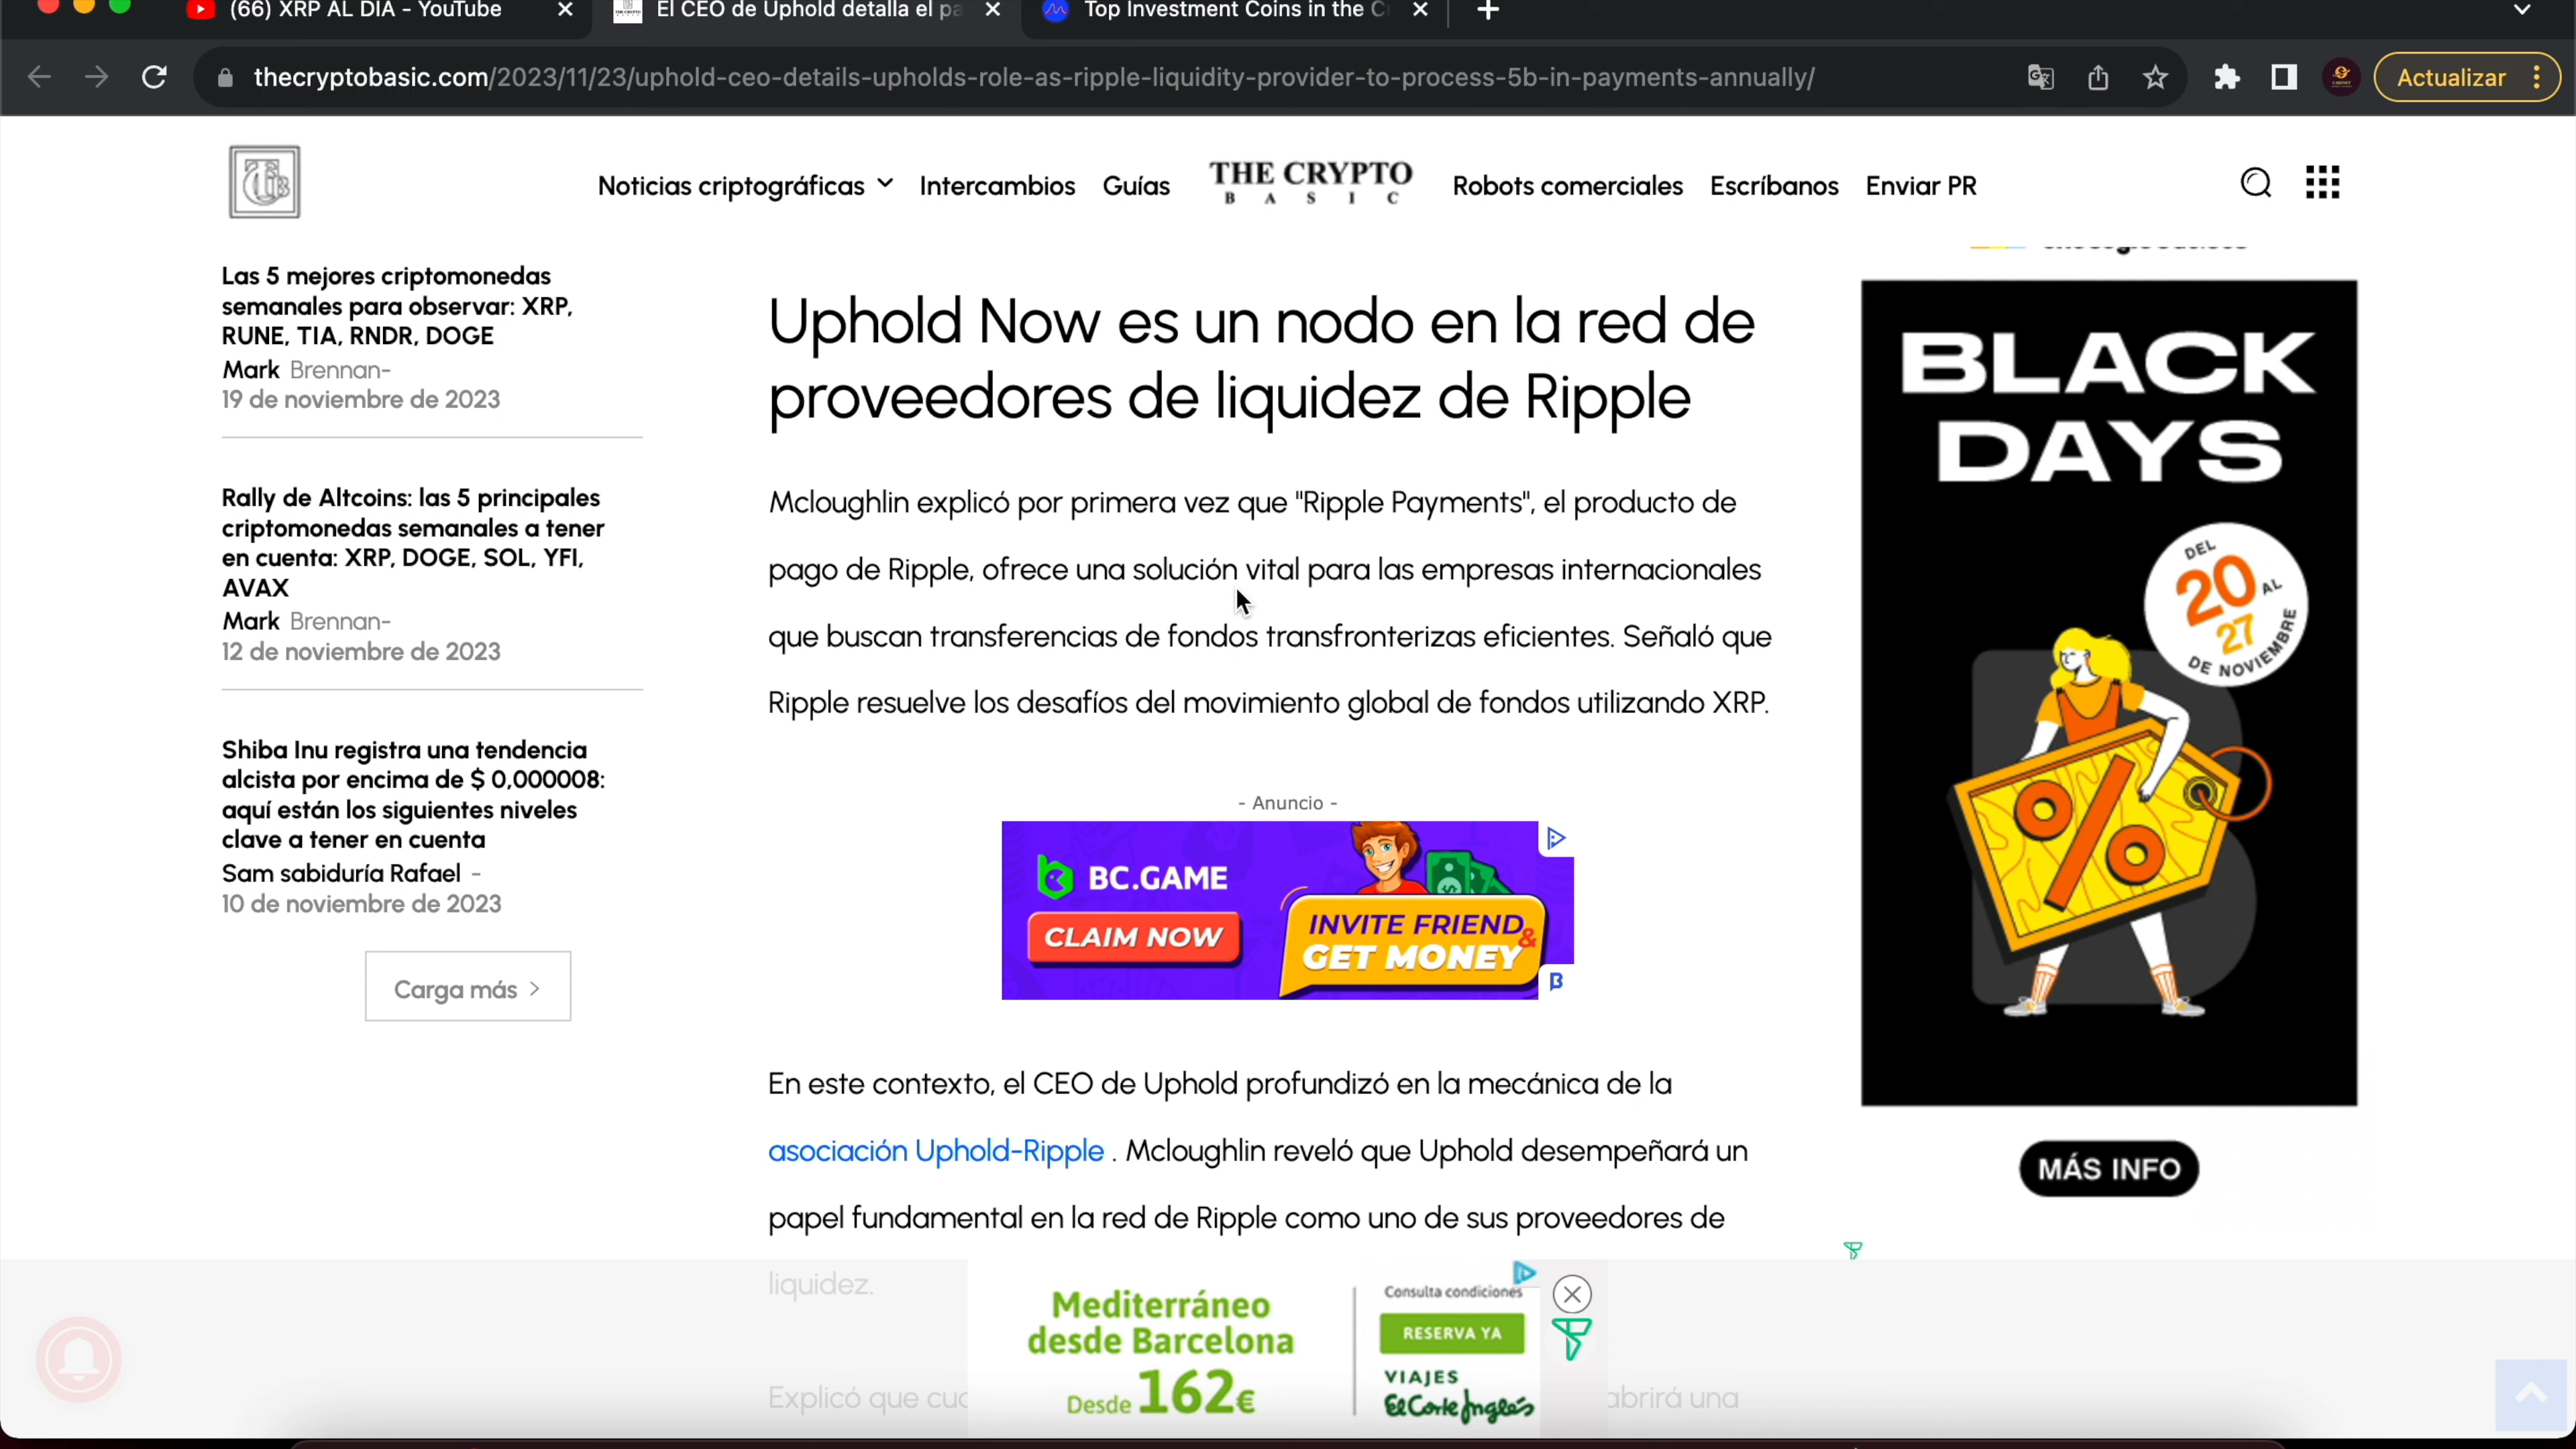 (66) XRP AL DIA - YouTube
El CEO de Uphold detalla el pa
Top Investment Coins in the C
thecryptobasic.com/2023/11/23/uphold-ceo-details-upholds-role-as-ripple-liquidity-provider-to-process-5b-in-payments-annually/
Actualizar
Noticias criptográficas
Intercambios
Guías
THE CRYPTO
BASIC
Robots comerciales
Escríbanos
Enviar PR
Las 5 mejores criptomonedas
semanales para observar: XRP,
RUNE, TIA, RNDR, DOGE
Mark Brennan-
19 de noviembre de 2023
Rally de Altcoins: las 5 principales
criptomonedas semanales a tener
en cuenta: XRP, DOGE, SOL, YFI,
AVAX
Mark Brennan-
12 de noviembre de 2023
Shiba Inu registra una tendencia
alcista por encima de $ 0,000008:
aquí están los siguientes niveles
clave a tener en cuenta
Sam sabiduría Rafael -
10 de noviembre de 2023
Carga más >
Uphold Now es un nodo en la red de
proveedores de liquidez de Ripple
Mcloughlin explicó por primera vez que "Ripple Payments", el producto de
pago de Ripple, ofrece una solución vital para las empresas internacionales
que buscan transferencias de fondos transfronterizas eficientes. Señaló que
Ripple resuelve los desafíos del movimiento global de fondos utilizando XRP.
- Anuncio -
BC.GAME
CLAIM NOW
INVITE FRIEND &
GET MONEY
En este contexto, el CEO de Uphold profundizó en la mecánica de la
asociación Uphold-Ripple . Mcloughlin reveló que Uphold desempeñará un
papel fundamental en la red de Ripple como uno de sus proveedores de
liquidez.
Explicó que
abrirá una
Mediterráneo
desde Barcelona
Desde 162€
Consulta condiciones
RESERVA YA
VIAJES
El Corte Inglés
BLACK
DAYS
DEL
20 AL
27
DE NOVIEMBRE
%
MÁS INFO